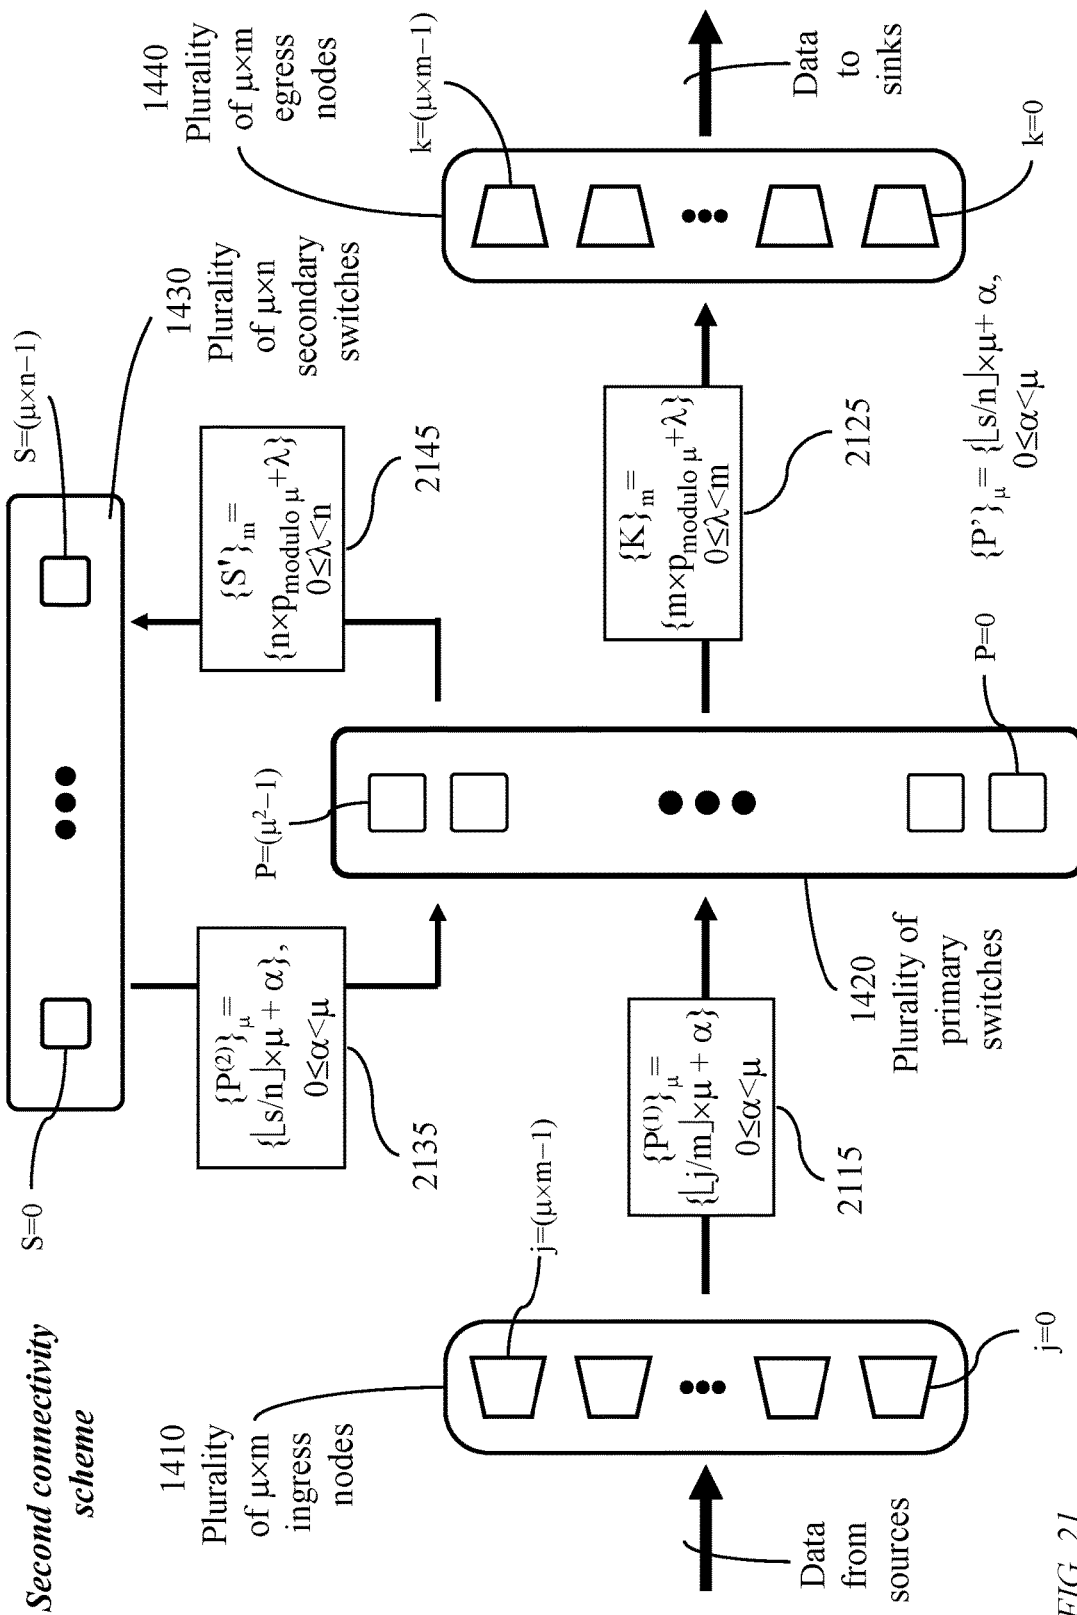 Second connectivity
scheme
S=0
S=(μ×n−1)
1430
Plurality
of μ×n
secondary
switches
1440
Plurality
of μ×m
egress
nodes
{P(2)}μ=
{⌊s/n⌋×μ + α},
0≤α<μ
2135
{S'}m=
{n×pmodulo μ+λ}
0≤λ<n
2145
P=(μ²−1)
k=(μ×m−1)
1410
Plurality
of μ×m
ingress
nodes
j=(μ×m−1)
Data
from
sources
{P(1)}μ=
{⌊j/m⌋×μ + α}
0≤α<μ
2115
{K}m=
{m×pmodulo μ+λ}
0≤λ<m
2125
Data
to
sinks
j=0
1420
Plurality of
primary
switches
P=0
{P'}μ= {⌊s/n⌋×μ+ α,
0≤α<μ
k=0
FIG. 21